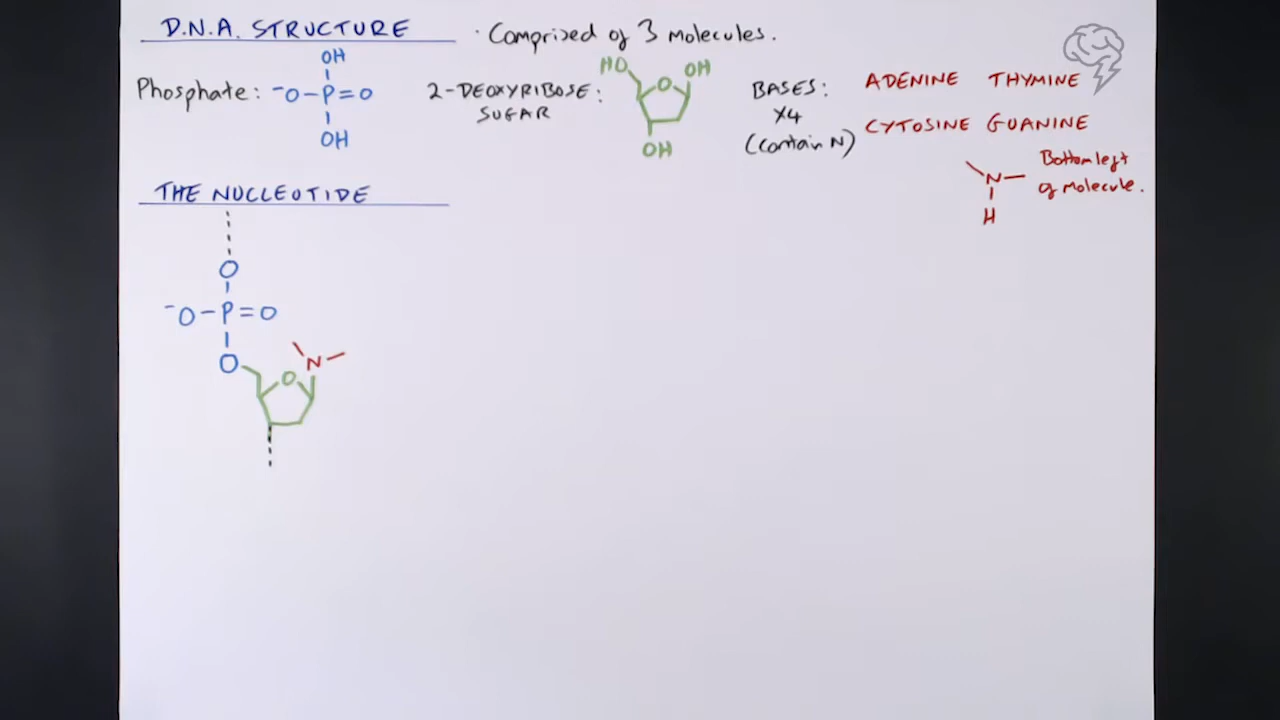 D.N.A. STRUCTURE
· Comprised of 3 molecules.
Phosphate:
OH
⁻O-P=O
OH
2-DEOXYRIBOSE:
SUGAR
HO
OH
O
OH
BASES:
x4
(contain N)
ADENINE THYMINE
CYTOSINE GUANINE
N
H
Bottom left
of molecule.
THE NUCLEOTIDE
O
⁻O-P=O
O
N
O